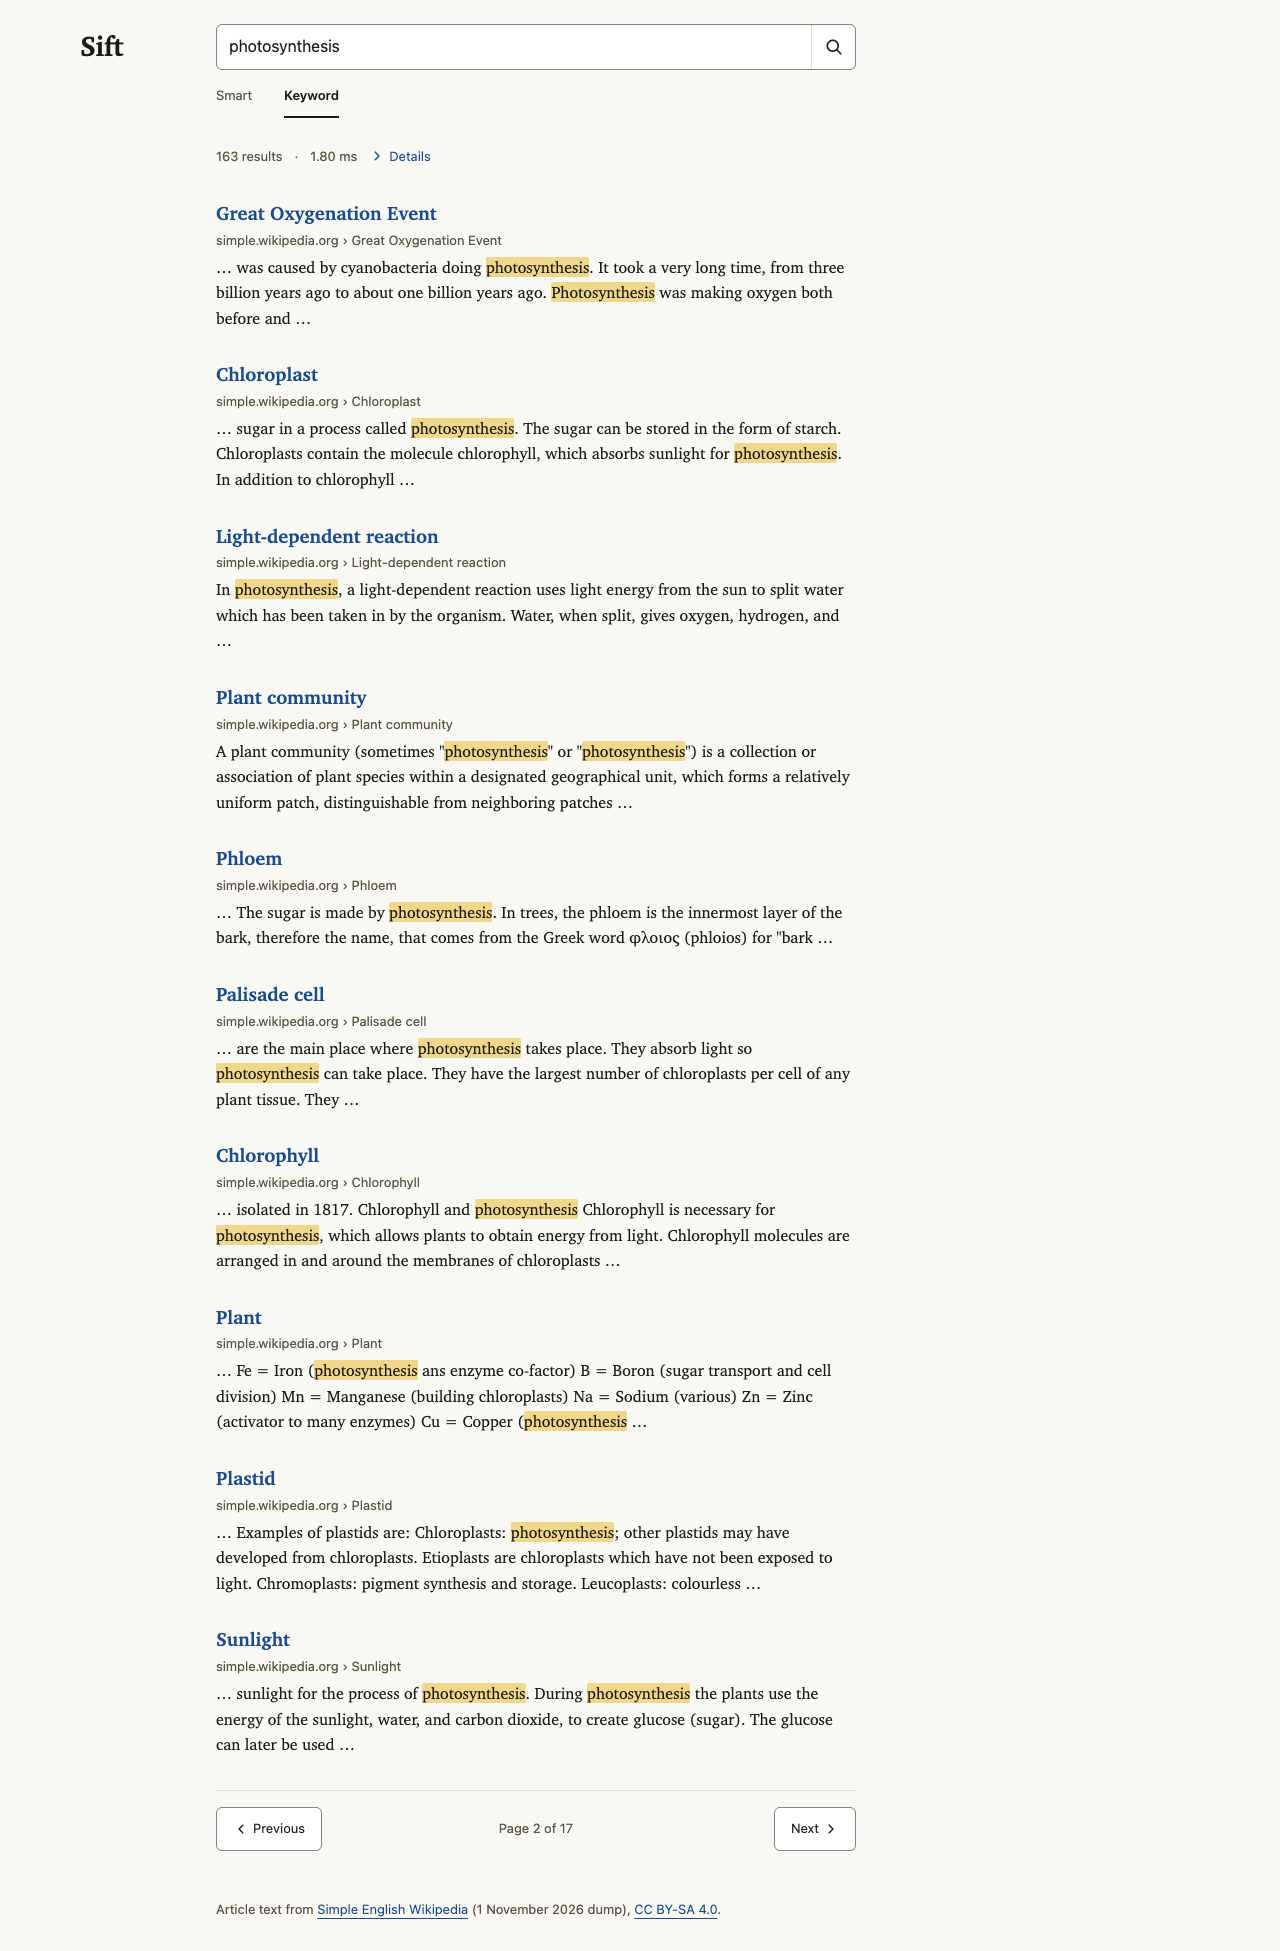 Sift
photosynthesis
Smart Keyword
163 results · 1.80 ms Details
Great Oxygenation Event
simple.wikipedia.org › Great Oxygenation Event
… was caused by cyanobacteria doing photosynthesis. It took a very long time, from three
billion years ago to about one billion years ago. Photosynthesis was making oxygen both
before and …
Chloroplast
simple.wikipedia.org › Chloroplast
… sugar in a process called photosynthesis. The sugar can be stored in the form of starch.
Chloroplasts contain the molecule chlorophyll, which absorbs sunlight for photosynthesis.
In addition to chlorophyll …
Light-dependent reaction
simple.wikipedia.org › Light-dependent reaction
In photosynthesis, a light-dependent reaction uses light energy from the sun to split water
which has been taken in by the organism. Water, when split, gives oxygen, hydrogen, and
…
Plant community
simple.wikipedia.org › Plant community
A plant community (sometimes "photosynthesis" or "photosynthesis") is a collection or
association of plant species within a designated geographical unit, which forms a relatively
uniform patch, distinguishable from neighboring patches …
Phloem
simple.wikipedia.org › Phloem
… The sugar is made by photosynthesis. In trees, the phloem is the innermost layer of the
bark, therefore the name, that comes from the Greek word φλοιος (phloios) for "bark …
Palisade cell
simple.wikipedia.org › Palisade cell
… are the main place where photosynthesis takes place. They absorb light so
photosynthesis can take place. They have the largest number of chloroplasts per cell of any
plant tissue. They …
Chlorophyll
simple.wikipedia.org › Chlorophyll
… isolated in 1817. Chlorophyll and photosynthesis Chlorophyll is necessary for
photosynthesis, which allows plants to obtain energy from light. Chlorophyll molecules are
arranged in and around the membranes of chloroplasts …
Plant
simple.wikipedia.org › Plant
… Fe = Iron (photosynthesis ans enzyme co-factor) B = Boron (sugar transport and cell
division) Mn = Manganese (building chloroplasts) Na = Sodium (various) Zn = Zinc
(activator to many enzymes) Cu = Copper (photosynthesis …
Plastid
simple.wikipedia.org › Plastid
… Examples of plastids are: Chloroplasts: photosynthesis; other plastids may have
developed from chloroplasts. Etioplasts are chloroplasts which have not been exposed to
light. Chromoplasts: pigment synthesis and storage. Leucoplasts: colourless …
Sunlight
simple.wikipedia.org › Sunlight
… sunlight for the process of photosynthesis. During photosynthesis the plants use the
energy of the sunlight, water, and carbon dioxide, to create glucose (sugar). The glucose
can later be used …
Previous Page 2 of 17 Next
Article text from Simple English Wikipedia (1 November 2026 dump), CC BY-SA 4.0.